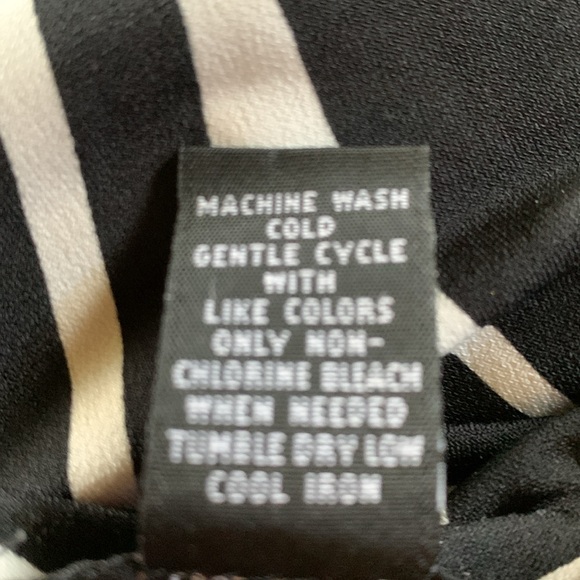 MACHINE WASH
COLD
GENTLE CYCLE
WITH
LIKE COLORS
ONLY NON-
CHLORINE BLEACH
WHEN NEEDED
TUMBLE DRY LOW
COOL IRON